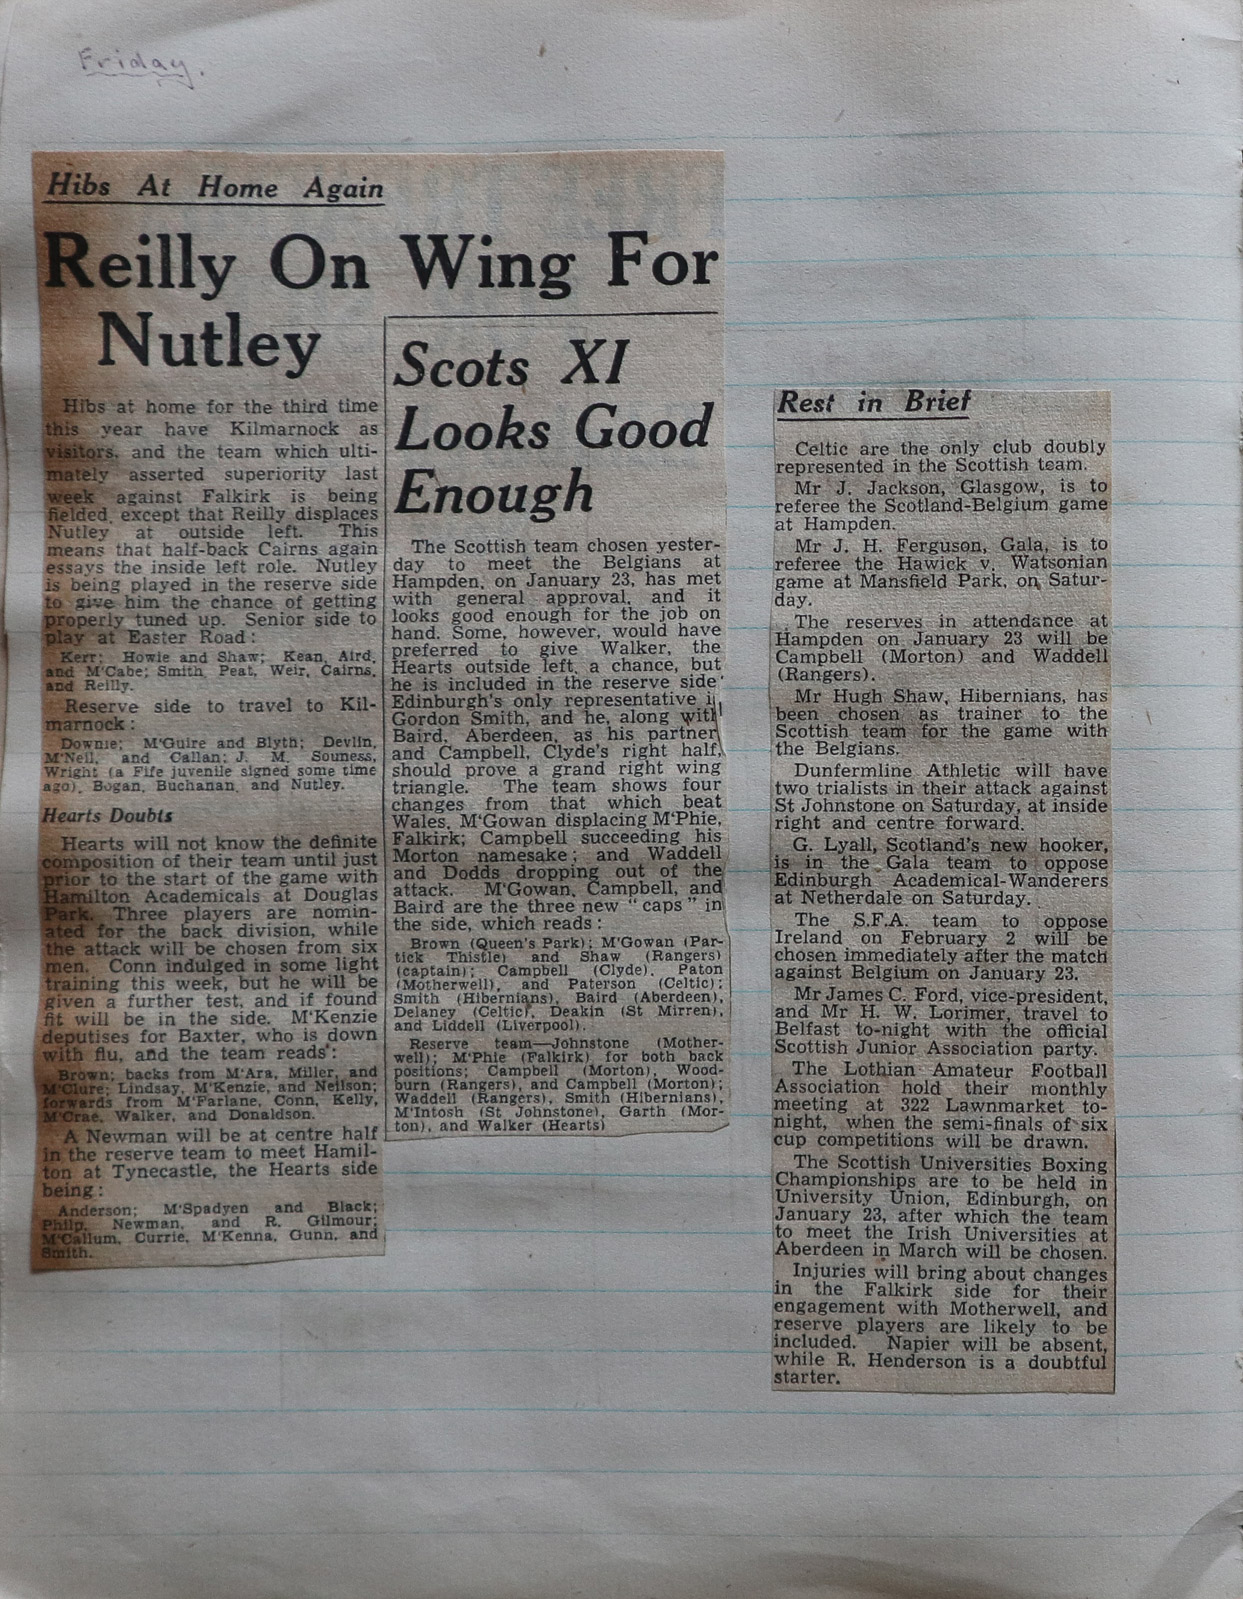 Friday.
Hibs At Home Again
Reilly On Wing For
Nutley
Hibs at home for the third time
this year have Kilmarnock as
visitors, and the team which ulti-
mately asserted superiority last
week against Falkirk is being
fielded, except that Reilly displaces
Nutley at outside left. This
means that half-back Cairns again
essays the inside left role. Nutley
is being played in the reserve side
to give him the chance of getting
properly tuned up. Senior side to
play at Easter Road:
Kerr; Howie and Shaw; Kean, Aird,
and M'Cabe; Smith, Peat, Weir, Cairns,
and Reilly.
Reserve side to travel to Kil-
marnock:
Downie; M'Guire and Blyth; Devlin,
M'Neil, and Callan; J. M. Souness,
Wright (a Fife juvenile signed some time
ago), Bogan, Buchanan, and Nutley.
Hearts Doubts
Hearts will not know the definite
composition of their team until just
prior to the start of the game with
Hamilton Academicals at Douglas
Park. Three players are nomin-
ated for the back division, while
the attack will be chosen from six
men. Conn indulged in some light
training this week, but he will be
given a further test, and if found
fit will be in the side. M'Kenzie
deputises for Baxter, who is down
with flu, and the team reads:
Brown; backs from M'Ara, Miller, and
M'Clure; Lindsay, M'Kenzie, and Neilson;
forwards from M'Farlane, Conn, Kelly,
M'Crae, Walker, and Donaldson.
A Newman will be at centre half
in the reserve team to meet Hamil-
ton at Tynecastle, the Hearts side
being:
Anderson; M'Spadyen and Black;
Philp, Newman, and R. Gilmour;
M'Callum, Currie, M'Kenna, Gunn, and
Smith.
Scots XI
Looks Good
Enough
The Scottish team chosen yester-
day to meet the Belgians at
Hampden, on January 23, has met
with general approval, and it
looks good enough for the job on
hand. Some, however, would have
preferred to give Walker, the
Hearts outside left, a chance, but
he is included in the reserve side
Edinburgh's only representative i
Gordon Smith, and he, along with
Baird, Aberdeen, as his partner
and Campbell, Clyde's right half,
should prove a grand right wing
triangle. The team shows four
changes from that which beat
Wales, M'Gowan displacing M'Phie,
Falkirk; Campbell succeeding his
Morton namesake; and Waddell
and Dodds dropping out of the
attack. M'Gowan, Campbell, and
Baird are the three new "caps" in
the side, which reads:
Brown (Queen's Park); M'Gowan (Par-
tick Thistle) and Shaw (Rangers)
(captain); Campbell (Clyde), Paton
(Motherwell), and Paterson (Celtic);
Smith (Hibernians), Baird (Aberdeen),
Delaney (Celtic), Deakin (St Mirren),
and Liddell (Liverpool).
Reserve team—Johnstone (Mother-
well); M'Phie (Falkirk) for both back
positions; Campbell (Morton), Wood-
burn (Rangers), and Campbell (Morton);
Waddell (Rangers), Smith (Hibernians),
M'Intosh (St Johnstone), Garth (Mor-
ton), and Walker (Hearts)
Rest in Brief
Celtic are the only club doubly
represented in the Scottish team.
Mr J. Jackson, Glasgow, is to
referee the Scotland-Belgium game
at Hampden.
Mr J. H. Ferguson, Gala, is to
referee the Hawick v. Watsonian
game at Mansfield Park, on Satur-
day.
The reserves in attendance at
Hampden on January 23 will be
Campbell (Morton) and Waddell
(Rangers).
Mr Hugh Shaw, Hibernians, has
been chosen as trainer to the
Scottish team for the game with
the Belgians.
Dunfermline Athletic will have
two trialists in their attack against
St Johnstone on Saturday, at inside
right and centre forward.
G. Lyall, Scotland's new hooker,
is in the Gala team to oppose
Edinburgh Academical-Wanderers
at Netherdale on Saturday.
The S.F.A. team to oppose
Ireland on February 2 will be
chosen immediately after the match
against Belgium on January 23.
Mr James C. Ford, vice-president,
and Mr H. W. Lorimer, travel to
Belfast to-night with the official
Scottish Junior Association party.
The Lothian Amateur Football
Association hold their monthly
meeting at 322 Lawnmarket to-
night, when the semi-finals of six
cup competitions will be drawn.
The Scottish Universities Boxing
Championships are to be held in
University Union, Edinburgh, on
January 23, after which the team
to meet the Irish Universities at
Aberdeen in March will be chosen.
Injuries will bring about changes
in the Falkirk side for their
engagement with Motherwell, and
reserve players are likely to be
included. Napier will be absent,
while R. Henderson is a doubtful
starter.